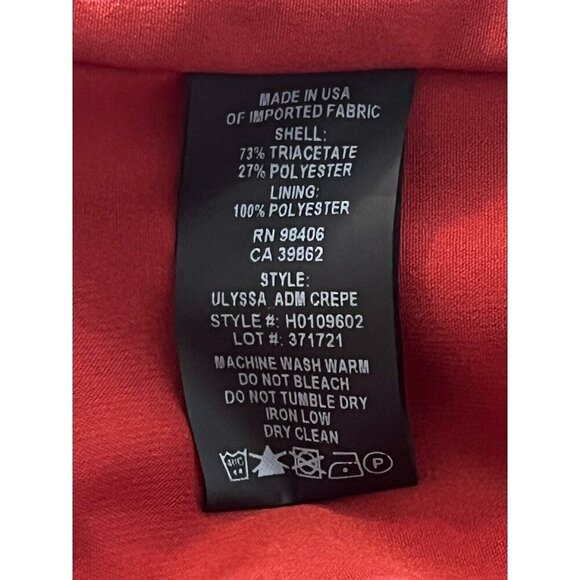 MADE IN USA
OF IMPORTED FABRIC
SHELL:
73% TRIACETATE
27% POLYESTER
LINING:
100% POLYESTER
RN 98406
CA 39862
STYLE:
ULYSSA ADM CREPE
STYLE #: H0109602
LOT #: 371721
MACHINE WASH WARM
DO NOT BLEACH
DO NOT TUMBLE DRY
IRON LOW
DRY CLEAN
P